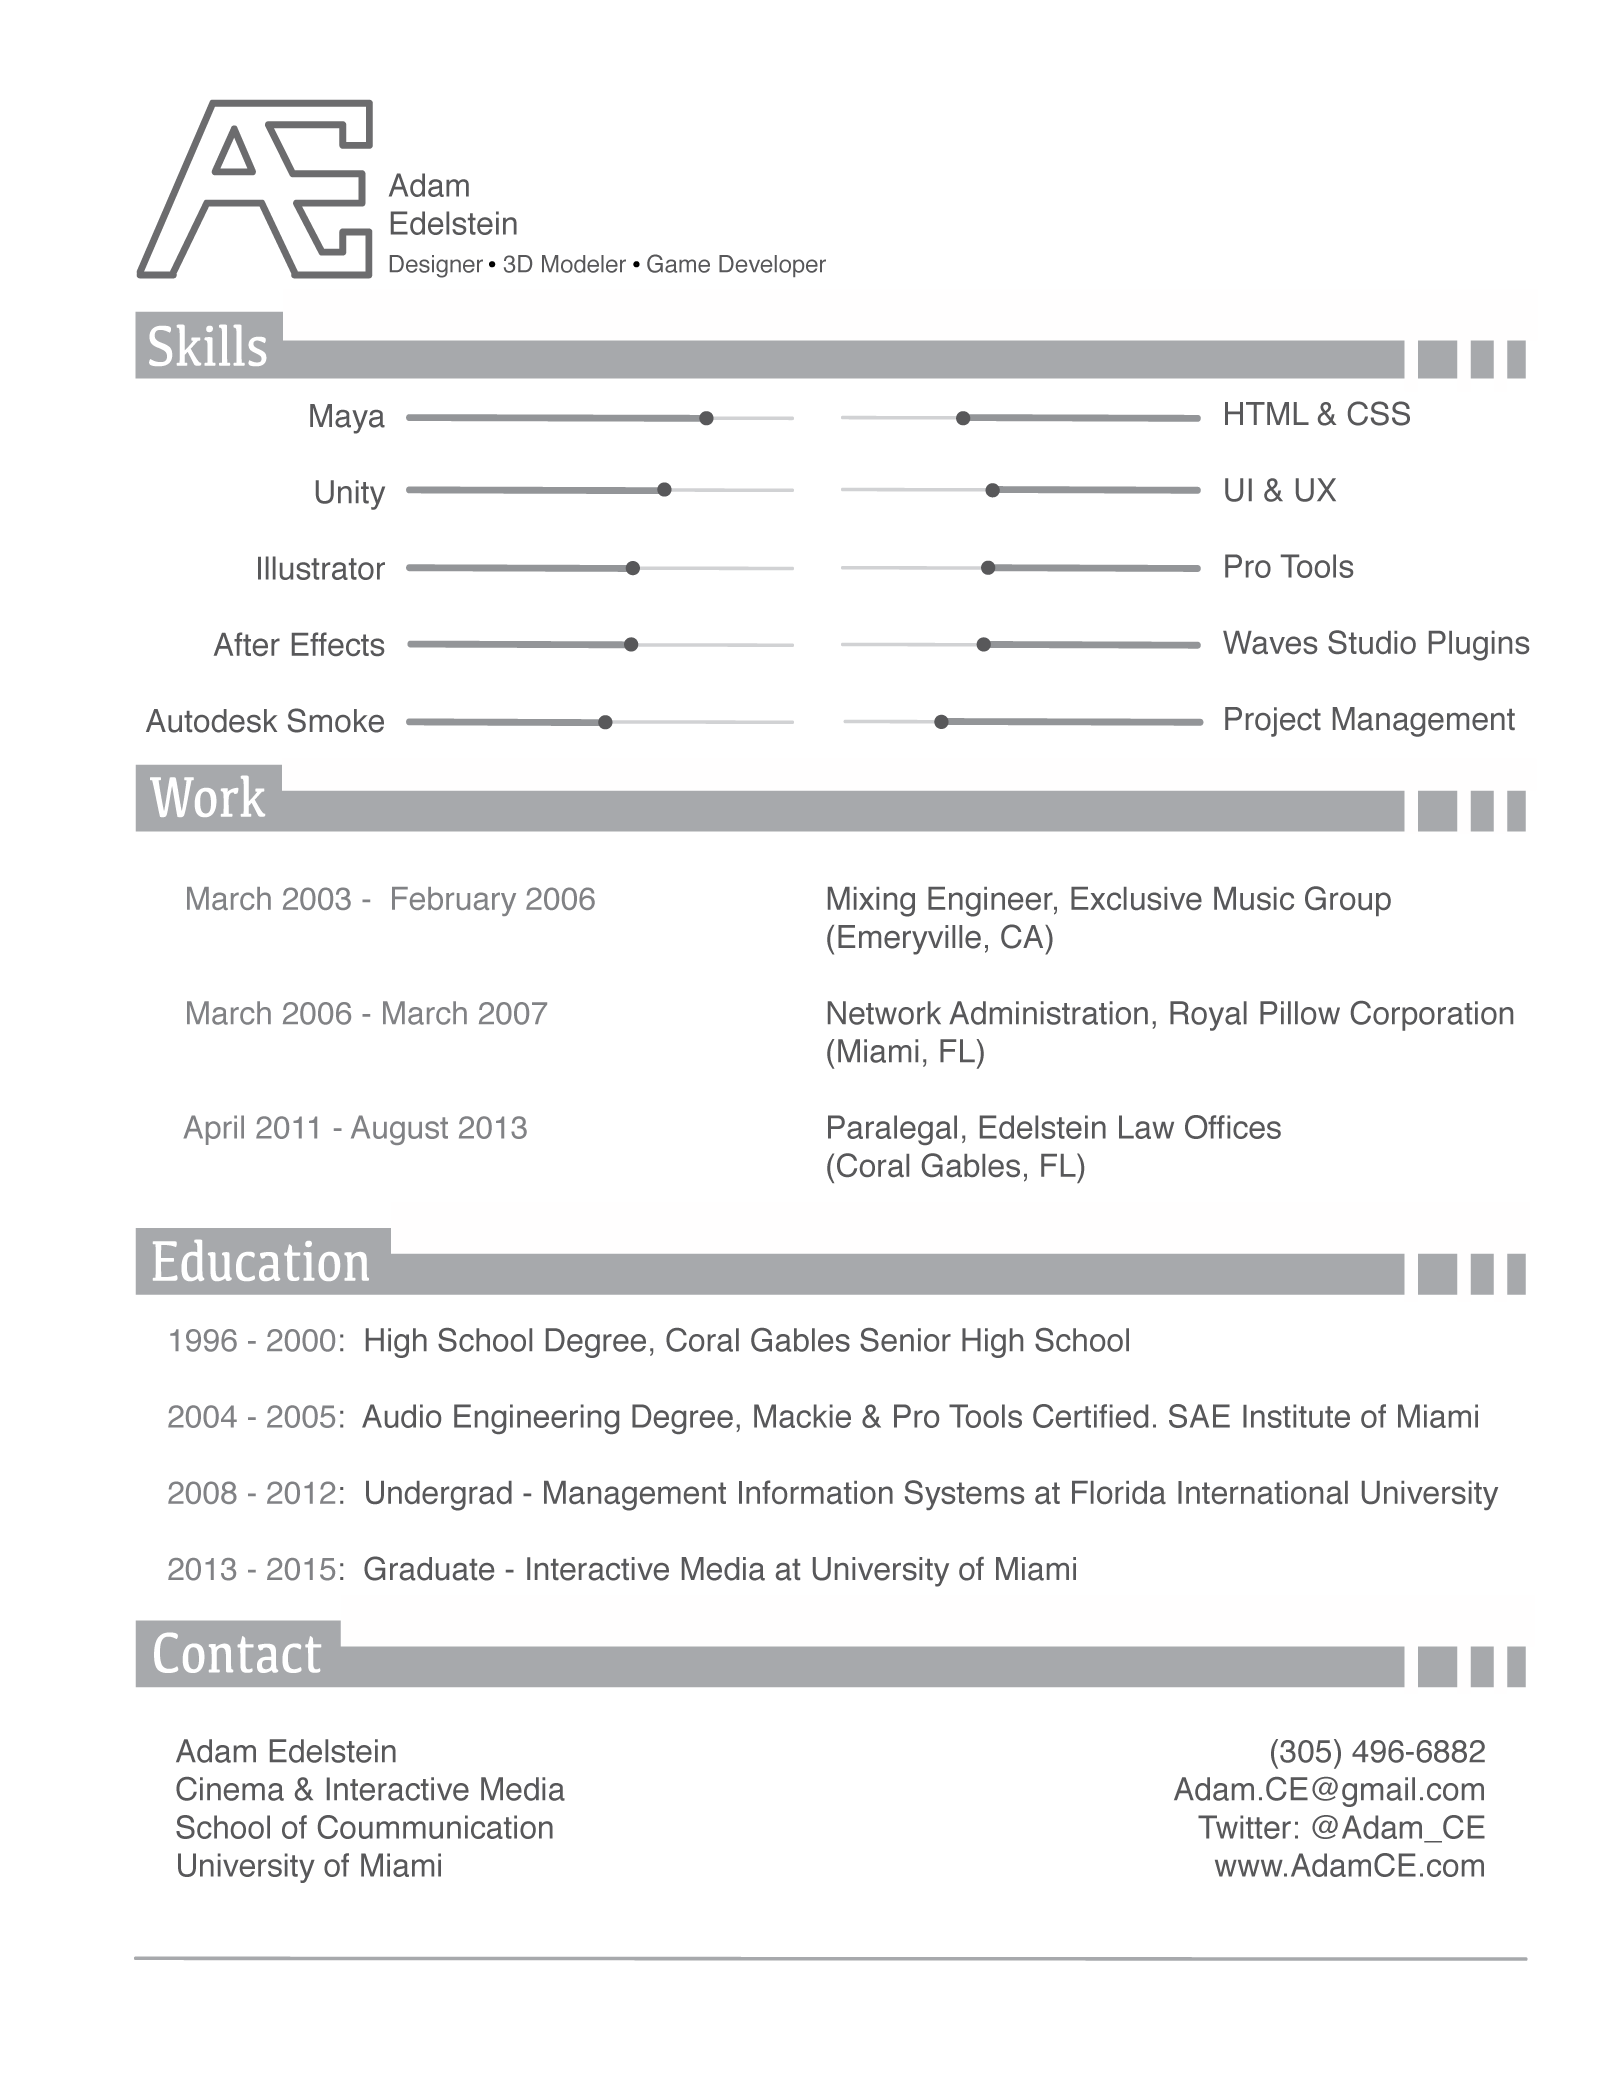 Æ
Adam
Edelstein
Designer • 3D Modeler • Game Developer
Skills
Maya HTML & CSS
Unity UI & UX
Illustrator Pro Tools
After Effects Waves Studio Plugins
Autodesk Smoke Project Management
Work
March 2003 - February 2006 Mixing Engineer, Exclusive Music Group
(Emeryville, CA)
March 2006 - March 2007 Network Administration, Royal Pillow Corporation
(Miami, FL)
April 2011 - August 2013 Paralegal, Edelstein Law Offices
(Coral Gables, FL)
Education
1996 - 2000: High School Degree, Coral Gables Senior High School
2004 - 2005: Audio Engineering Degree, Mackie & Pro Tools Certified. SAE Institute of Miami
2008 - 2012: Undergrad - Management Information Systems at Florida International University
2013 - 2015: Graduate - Interactive Media at University of Miami
Contact
Adam Edelstein (305) 496-6882
Cinema & Interactive Media Adam.CE@gmail.com
School of Coummunication Twitter: @Adam_CE
University of Miami www.AdamCE.com